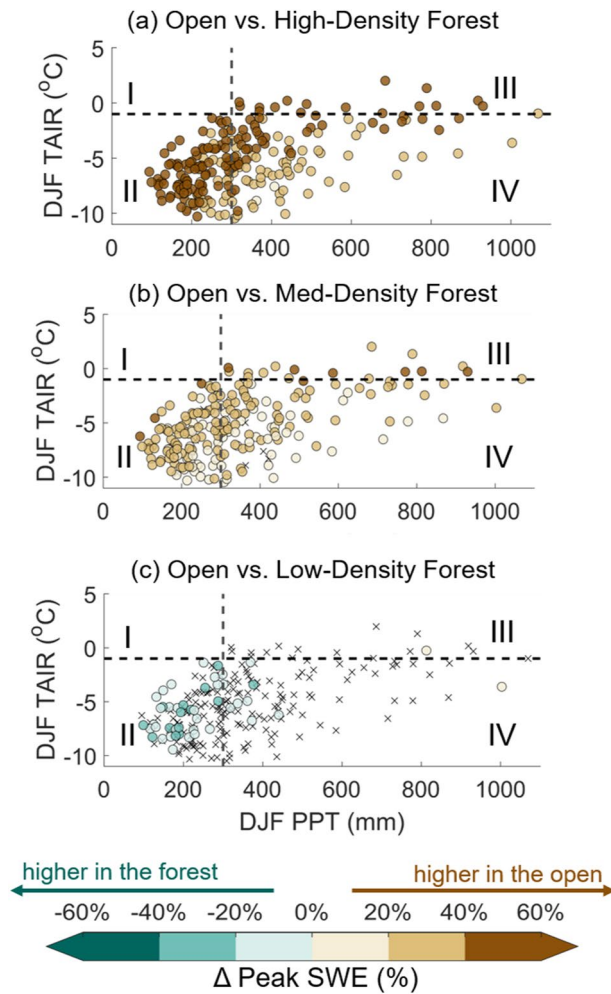 (a) Open vs. High-Density Forest
5
0
-5
-10
DJF TAIR (°C)
I
III
II
IV
0 200 400 600 800 1000
(b) Open vs. Med-Density Forest
5
0
-5
-10
DJF TAIR (°C)
I
III
II
IV
0 200 400 600 800 1000
(c) Open vs. Low-Density Forest
5
0
-5
-10
DJF TAIR (°C)
I
III
II
IV
0 200 400 600 800 1000
DJF PPT (mm)
higher in the forest
higher in the open
-60% -40% -20% 0% 20% 40% 60%
Δ Peak SWE (%)